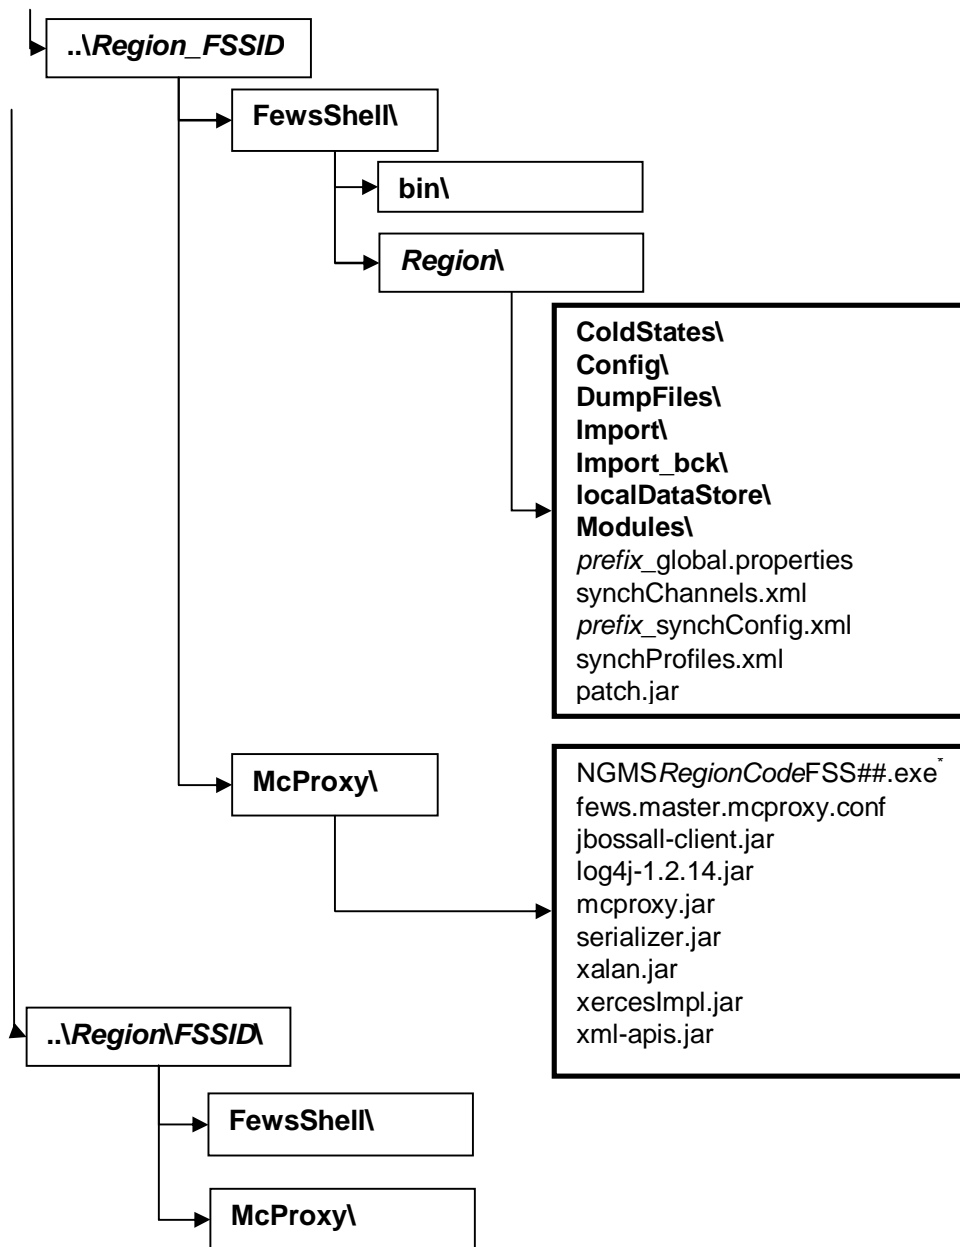 ..\Region_FSSID
FewsShell\
bin\
Region\
ColdStates\
Config\
DumpFiles\
Import\
Import_bck\
localDataStore\
Modules\
prefix_global.properties
synchChannels.xml
prefix_synchConfig.xml
synchProfiles.xml
patch.jar
McProxy\
NGMSRegionCodeFSS##.exe*
fews.master.mcproxy.conf
jbossall-client.jar
log4j-1.2.14.jar
mcproxy.jar
serializer.jar
xalan.jar
xercesImpl.jar
xml-apis.jar
..\Region\FSSID\
FewsShell\
McProxy\